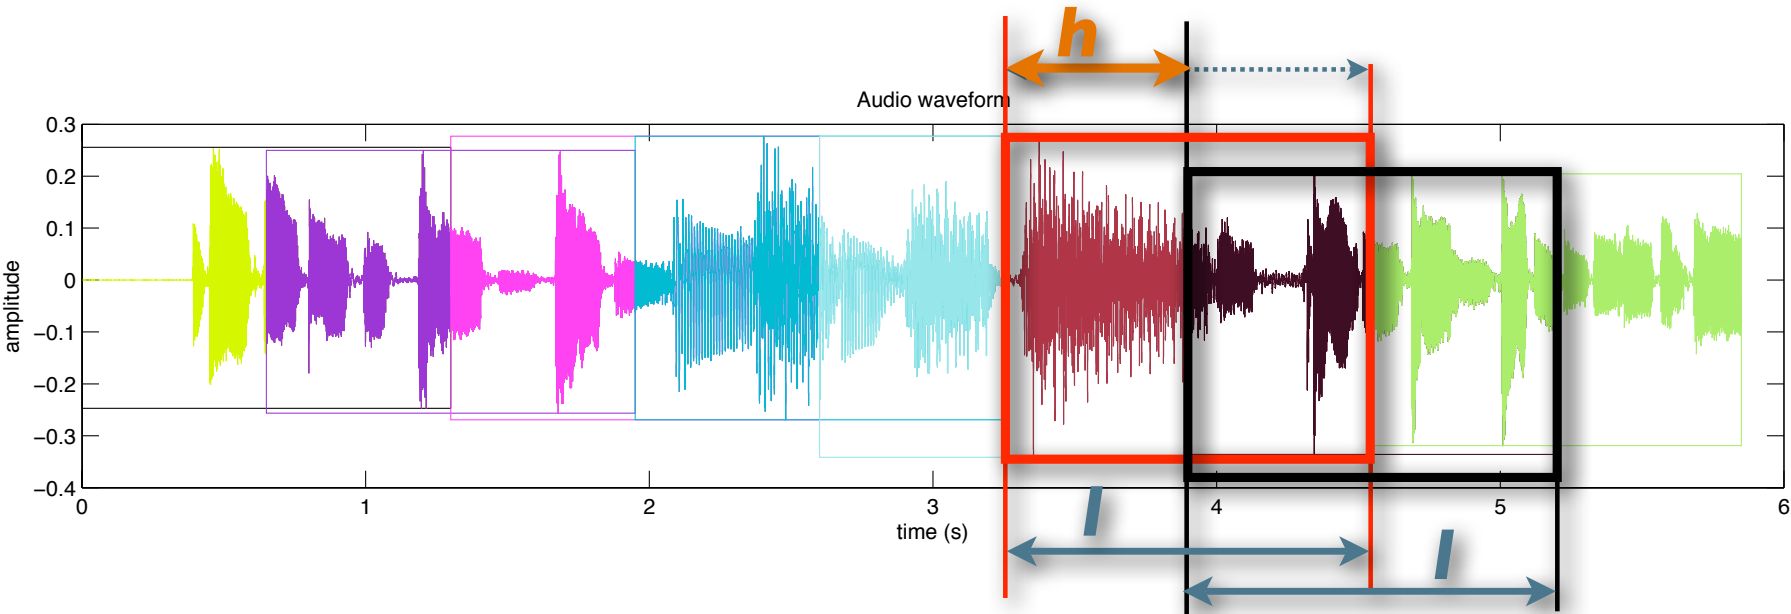 h
Audio waveform
0.3
0.2
0.1
0
−0.1
−0.2
−0.3
−0.4
amplitude
0 1 2 3 4 5 6
time (s)
l
l